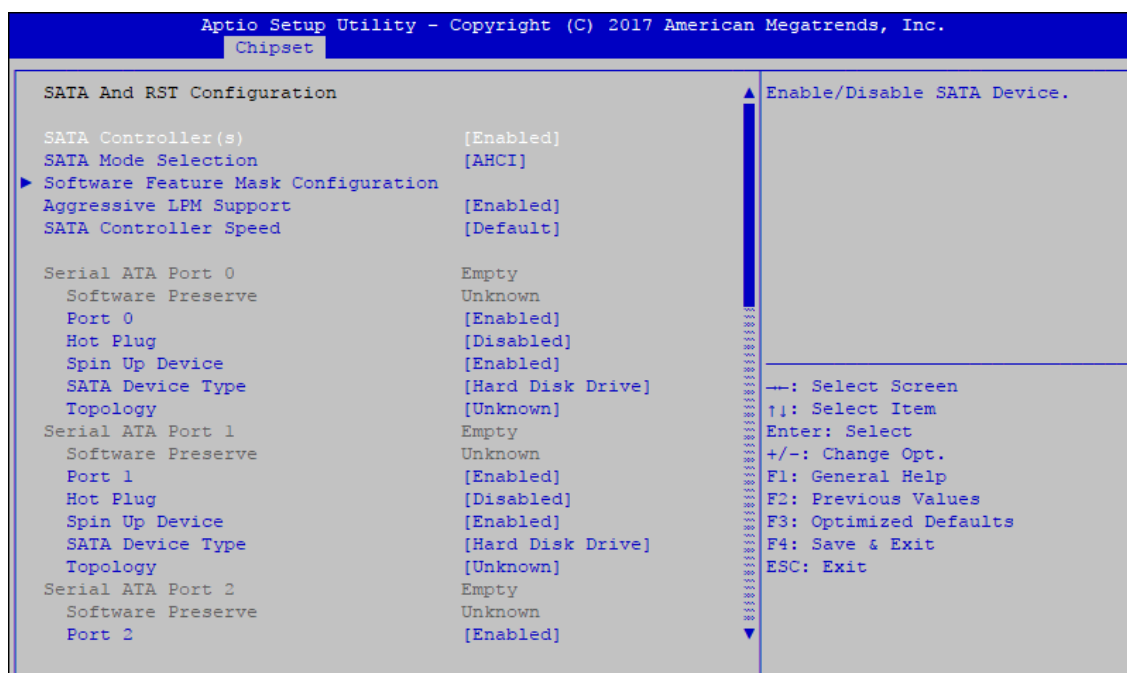 Aptio Setup Utility - Copyright (C) 2017 American Megatrends, Inc.
Chipset
SATA And RST Configuration
SATA Controller(s) [Enabled]
SATA Mode Selection [AHCI]
► Software Feature Mask Configuration
Aggressive LPM Support [Enabled]
SATA Controller Speed [Default]
Serial ATA Port 0 Empty
Software Preserve Unknown
Port 0 [Enabled]
Hot Plug [Disabled]
Spin Up Device [Enabled]
SATA Device Type [Hard Disk Drive]
Topology [Unknown]
Serial ATA Port 1 Empty
Software Preserve Unknown
Port 1 [Enabled]
Hot Plug [Disabled]
Spin Up Device [Enabled]
SATA Device Type [Hard Disk Drive]
Topology [Unknown]
Serial ATA Port 2 Empty
Software Preserve Unknown
Port 2 [Enabled]
Enable/Disable SATA Device.
→←: Select Screen
↑↓: Select Item
Enter: Select
+/-: Change Opt.
F1: General Help
F2: Previous Values
F3: Optimized Defaults
F4: Save & Exit
ESC: Exit